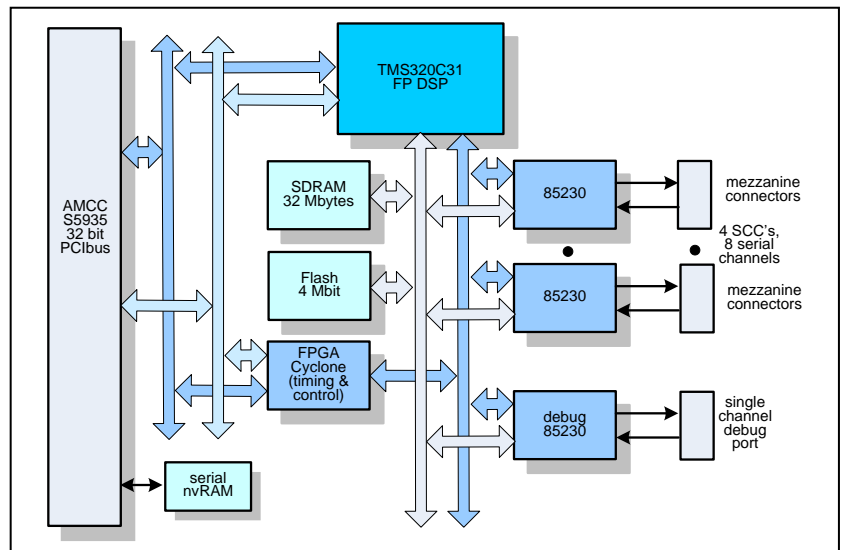 TMS320C31
FP DSP
AMCC
S5935
32 bit
PCIbus
SDRAM
32 Mbytes
Flash
4 Mbit
FPGA
Cyclone
(timing &
control)
serial
nvRAM
85230
mezzanine
connectors
4 SCC's,
8 serial
channels
85230
mezzanine
connectors
debug
85230
single
channel
debug
port